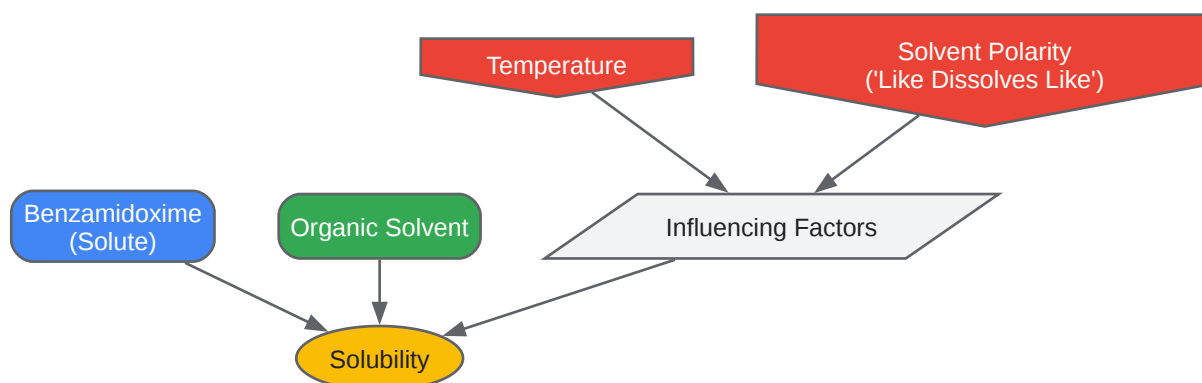 Temperature
Solvent Polarity
('Like Dissolves Like')
Benzamidoxime
(Solute)
Organic Solvent
Influencing Factors
Solubility